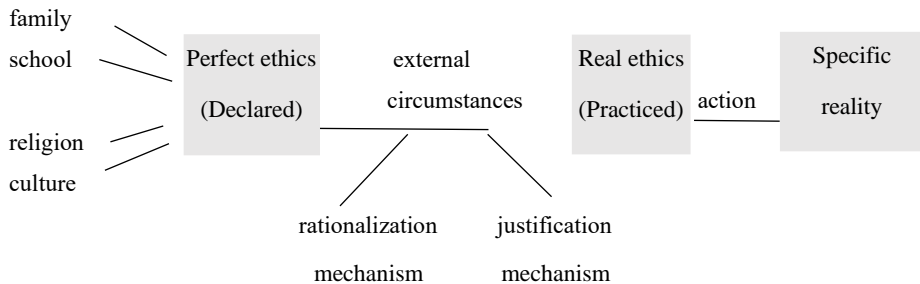 family
school
religion
culture
Perfect ethics
(Declared)
external
circumstances
rationalization
mechanism
justification
mechanism
Real ethics
(Practiced)
action
Specific
reality